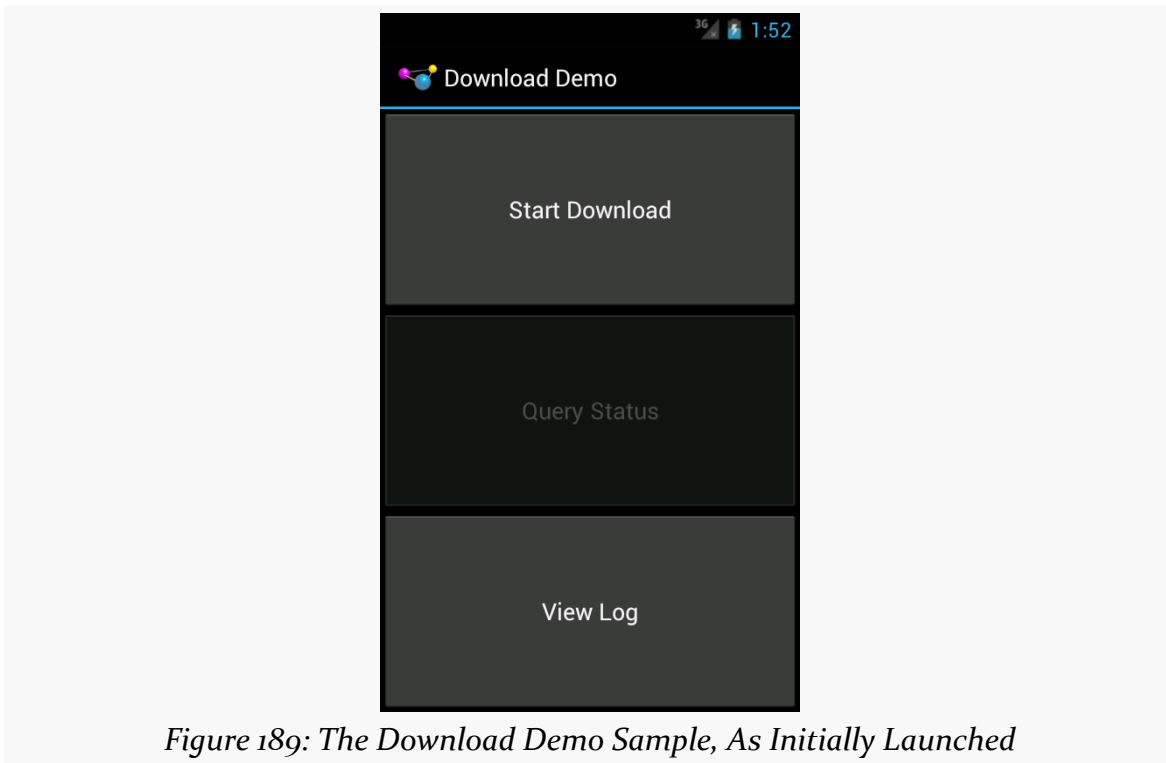 3G 1:52
Download Demo
Start Download
Query Status
View Log
Figure 189: The Download Demo Sample, As Initially Launched